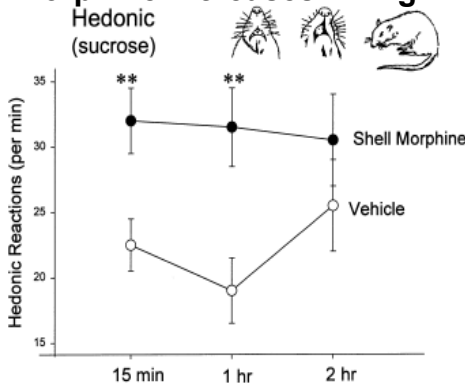 Hedonic
(sucrose)
**
**
35
30
25
20
15
Hedonic Reactions (per min)
Shell Morphine
Vehicle
15 min
1 hr
2 hr